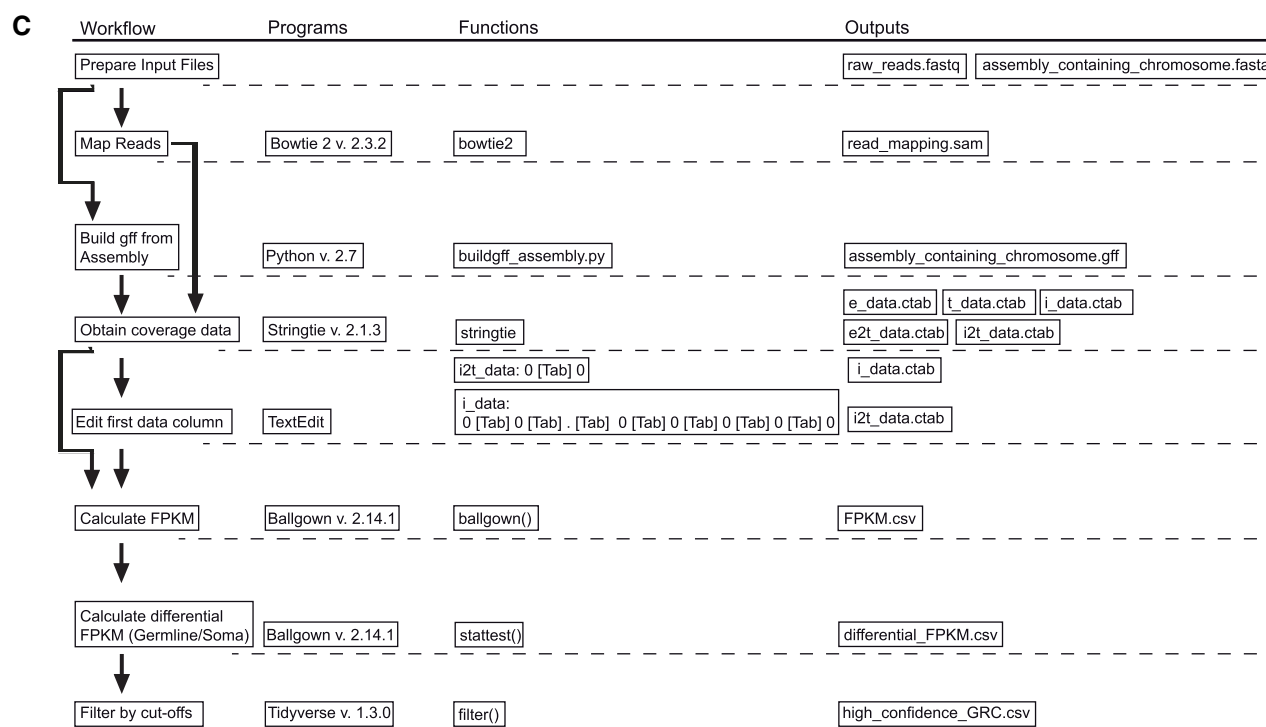 C
Workflow Programs Functions Outputs
Prepare Input Files raw_reads.fastq assembly_containing_chromosome.fasta
Map Reads Bowtie 2 v. 2.3.2 bowtie2 read_mapping.sam
Build gff from
Assembly Python v. 2.7 buildgff_assembly.py assembly_containing_chromosome.gff
e_data.ctab t_data.ctab i_data.ctab
Obtain coverage data Stringtie v. 2.1.3 stringtie e2t_data.ctab i2t_data.ctab
i2t_data: 0 [Tab] 0 i_data.ctab
i_data:
Edit first data column TextEdit 0 [Tab] 0 [Tab] . [Tab] 0 [Tab] 0 [Tab] 0 [Tab] 0 [Tab] 0 i2t_data.ctab
Calculate FPKM Ballgown v. 2.14.1 ballgown() FPKM.csv
Calculate differential
FPKM (Germline/Soma) Ballgown v. 2.14.1 stattest() differential_FPKM.csv
Filter by cut-offs Tidyverse v. 1.3.0 filter() high_confidence_GRC.csv